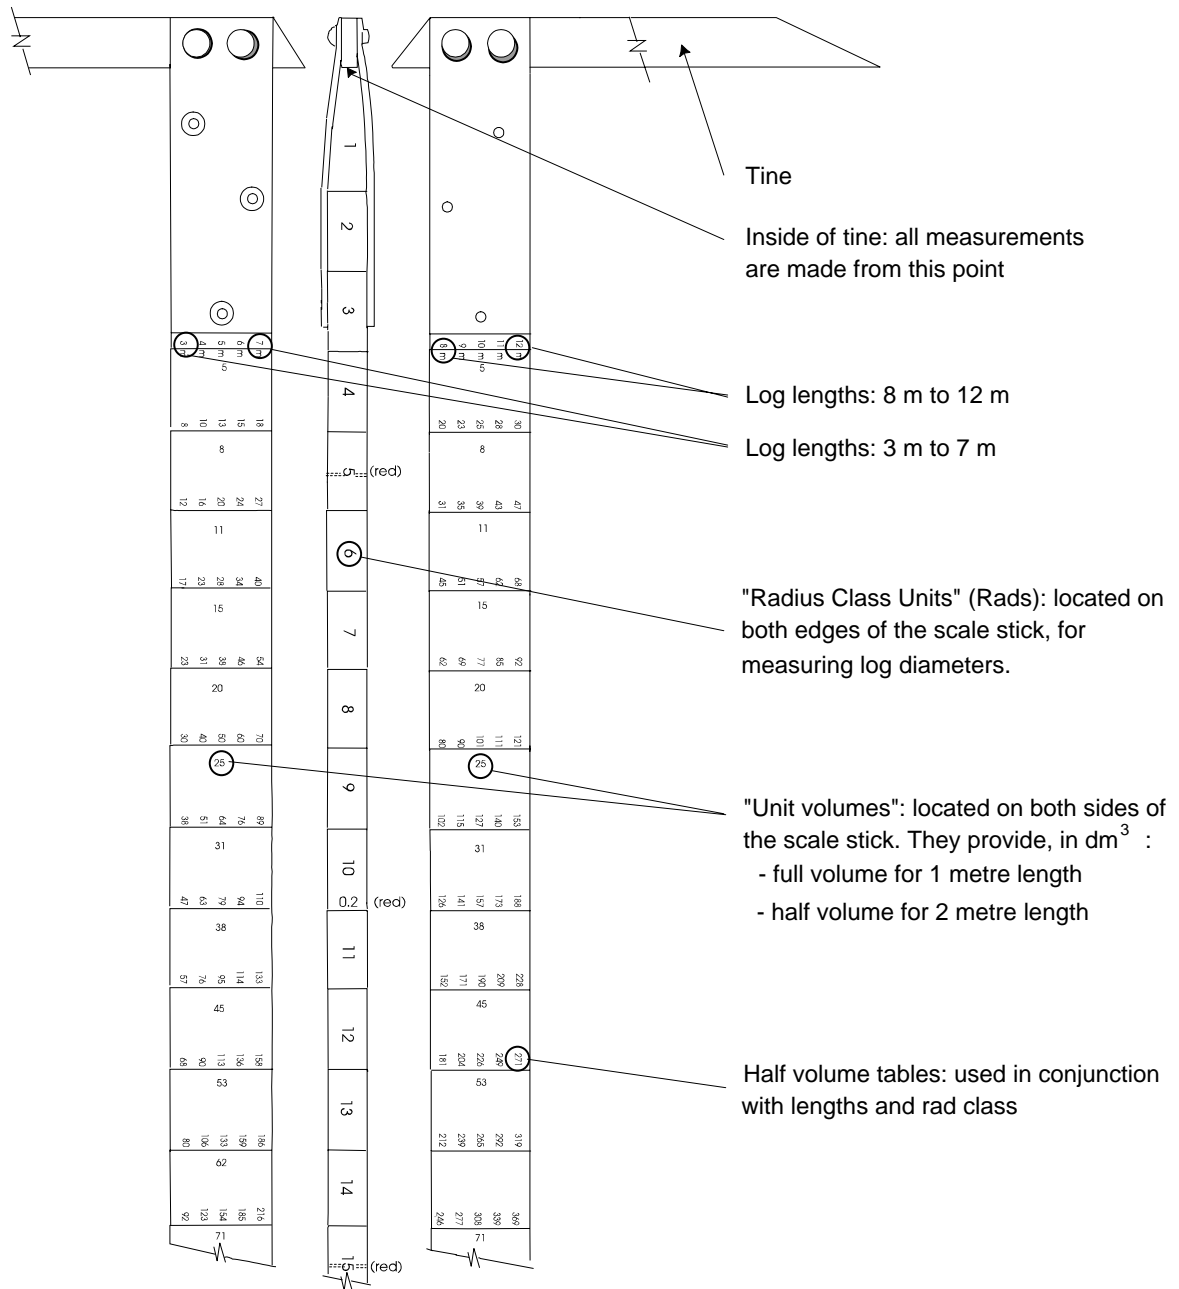 Tine
Inside of tine: all measurements
are made from this point
1
2
3
4
5 (red)
6
7
8
9
10
0.2 (red)
11
12
13
14
15 (red)
3 m 4 m 5 m 6 m 7 m
5
8 10 13 15 18
8
12 16 20 24 27
11
17 23 28 34 40
15
23 31 38 46 54
20
30 40 50 60 70
25
38 51 64 76 89
31
47 63 79 94 110
38
57 76 95 114 133
45
68 90 113 136 158
53
80 106 133 159 186
62
92 123 154 185 216
71
8 m 9 m 10 m 11 m 12 m
5
20 23 25 28 30
8
31 35 39 43 47
11
45 51 57 62 68
15
62 69 77 85 92
20
80 90 101 111 121
25
102 115 127 140 153
31
126 141 157 173 188
38
152 171 190 209 228
45
181 204 226 249 271
53
212 239 265 292 319
246 277 308 339 369
71
Log lengths: 8 m to 12 m
Log lengths: 3 m to 7 m
"Radius Class Units" (Rads): located on
both edges of the scale stick, for
measuring log diameters.
"Unit volumes": located on both sides of
the scale stick. They provide, in dm³ :
- full volume for 1 metre length
- half volume for 2 metre length
Half volume tables: used in conjunction
with lengths and rad class